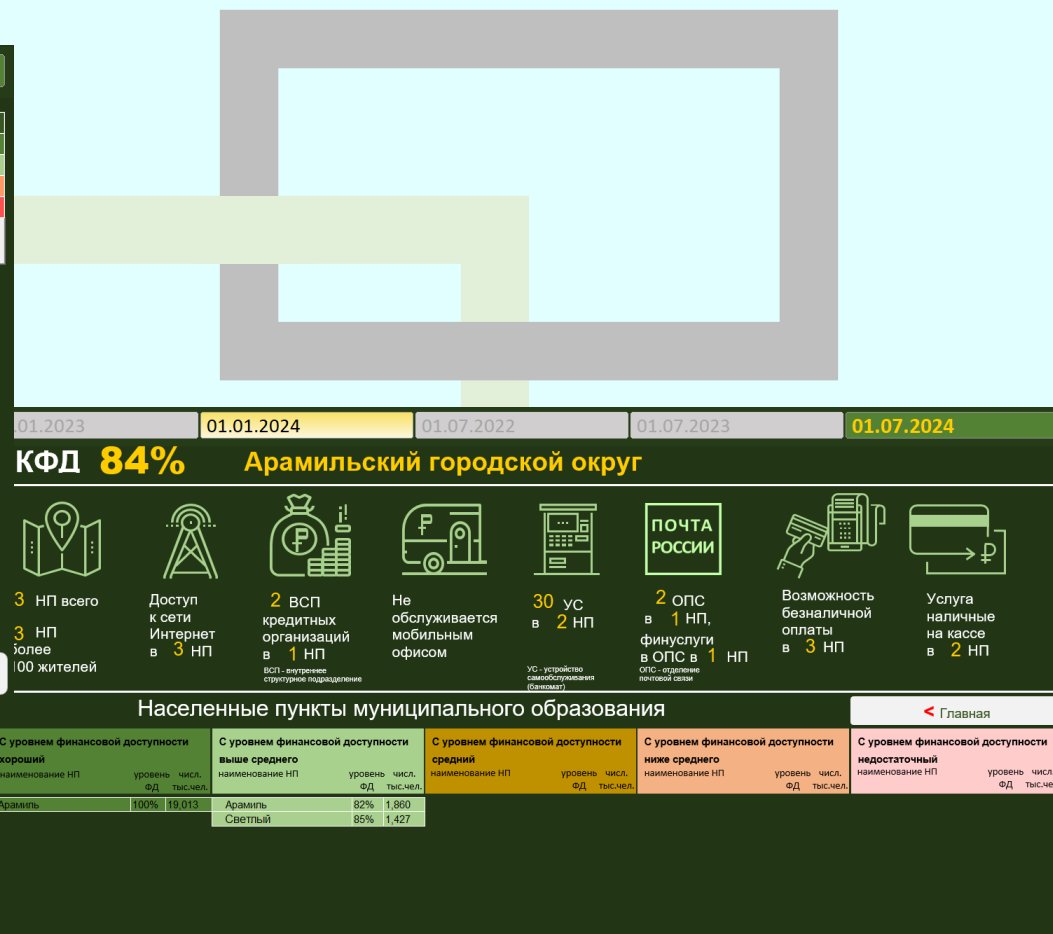 .01.2023
01.01.2024
01.07.2022
01.07.2023
01.07.2024
КФД 84% Арамильский городской округ
ПОЧТА
РОССИИ
3 НП всего
3 НП
более
100 жителей
Доступ
к сети
Интернет
в 3 НП
2 ВСП
кредитных
организаций
в 1 НП
ВСП - внутреннее
структурное подразделение
Не
обслуживается
мобильным
офисом
30 УС
в 2 НП
УС - устройство
самообслуживания
(банкомат)
2 ОПС
в 1 НП,
финуслуги
в ОПС в 1 НП
ОПС - отделение
почтовой связи
Возможность
безналичной
оплаты
в 3 НП
Услуга
наличные
на кассе
в 2 НП
Населенные пункты муниципального образования
< Главная
С уровнем финансовой доступности
хороший
наименование НП уровень числ.
ФД тыс.чел.
Арамиль 100% 19,013
С уровнем финансовой доступности
выше среднего
наименование НП уровень числ.
ФД тыс.чел.
Арамиль 82% 1,860
Светлый 85% 1,427
С уровнем финансовой доступности
средний
наименование НП уровень числ.
ФД тыс.чел.
С уровнем финансовой доступности
ниже среднего
наименование НП уровень числ.
ФД тыс.чел.
С уровнем финансовой доступности
недостаточный
наименование НП уровень числ.
ФД тыс.че